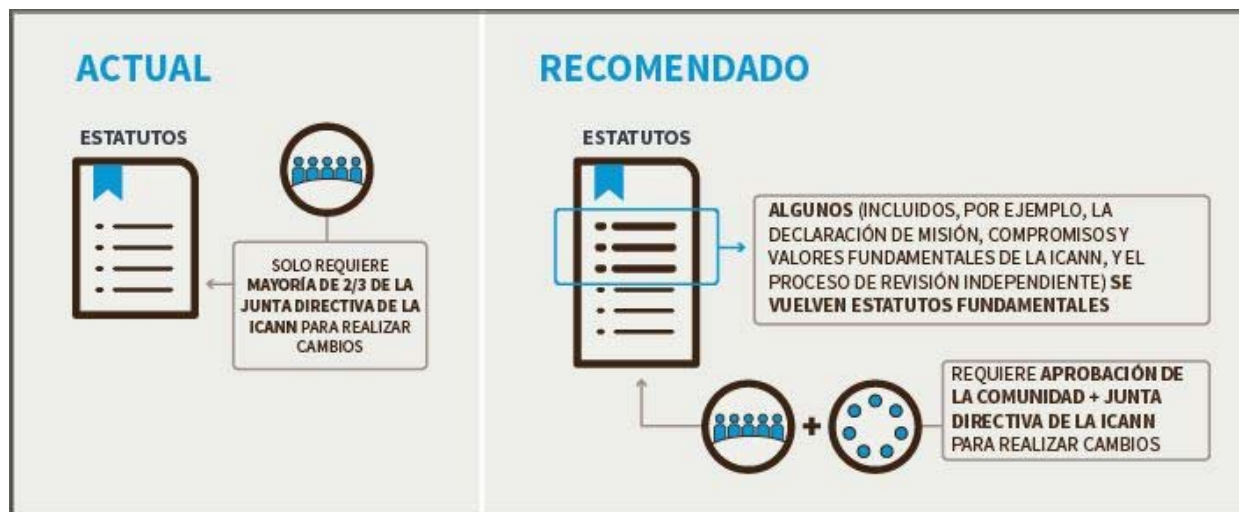 ACTUAL
ESTATUTOS
SOLO REQUIERE
MAYORÍA DE 2/3 DE LA
JUNTA DIRECTIVA DE LA
ICANN PARA REALIZAR
CAMBIOS
RECOMENDADO
ESTATUTOS
ALGUNOS (INCLUIDOS, POR EJEMPLO, LA
DECLARACIÓN DE MISIÓN, COMPROMISOS Y
VALORES FUNDAMENTALES DE LA ICANN, Y EL
PROCESO DE REVISIÓN INDEPENDIENTE) SE
VUELVEN ESTATUTOS FUNDAMENTALES
+
REQUIERE APROBACIÓN DE
LA COMUNIDAD + JUNTA
DIRECTIVA DE LA ICANN
PARA REALIZAR CAMBIOS